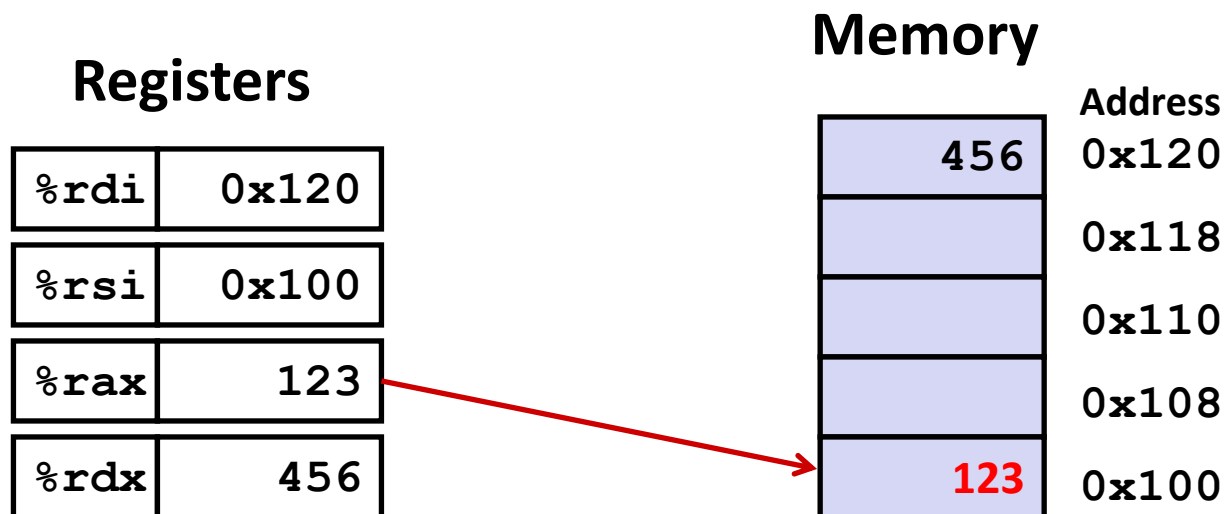 Registers
%rdi 0x120
%rsi 0x100
%rax 123
%rdx 456
Memory
Address
456 0x120
0x118
0x110
0x108
123 0x100